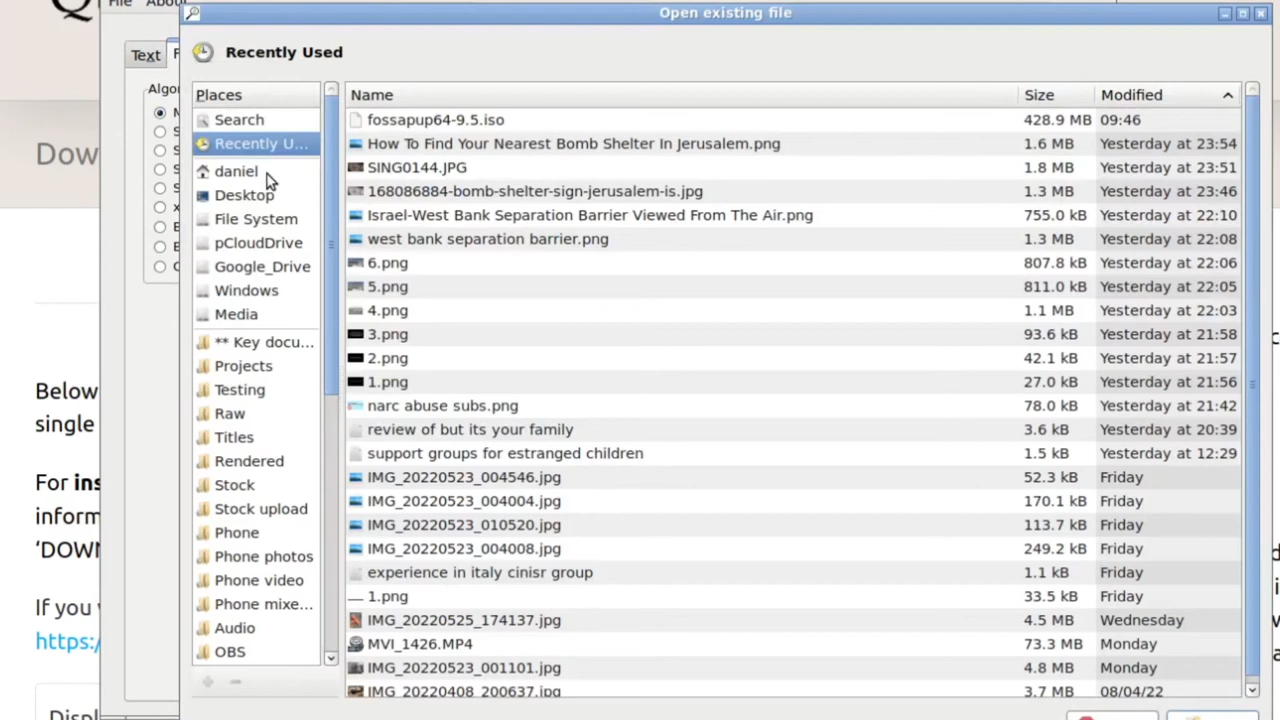 File Abou
Open existing file
Recently Used
Text
Algor
Places
Search
Recently U...
daniel
Desktop
File System
pCloudDrive
Google_Drive
Windows
Media
** Key docu...
Projects
Testing
Raw
Titles
Rendered
Stock
Stock upload
Phone
Phone photos
Phone video
Phone mixe...
Audio
OBS
Name Size Modified
fossapup64-9.5.iso 428.9 MB 09:46
How To Find Your Nearest Bomb Shelter In Jerusalem.png 1.6 MB Yesterday at 23:54
SING0144.JPG 1.8 MB Yesterday at 23:51
168086884-bomb-shelter-sign-jerusalem-is.jpg 1.3 MB Yesterday at 23:46
Israel-West Bank Separation Barrier Viewed From The Air.png 755.0 kB Yesterday at 22:10
west bank separation barrier.png 1.3 MB Yesterday at 22:08
6.png 807.8 kB Yesterday at 22:06
5.png 811.0 kB Yesterday at 22:05
4.png 1.1 MB Yesterday at 22:03
3.png 93.6 kB Yesterday at 21:58
2.png 42.1 kB Yesterday at 21:57
1.png 27.0 kB Yesterday at 21:56
narc abuse subs.png 78.0 kB Yesterday at 21:42
review of but its your family 3.6 kB Yesterday at 20:39
support groups for estranged children 1.5 kB Yesterday at 12:29
IMG_20220523_004546.jpg 52.3 kB Friday
IMG_20220523_004004.jpg 170.1 kB Friday
IMG_20220523_010520.jpg 113.7 kB Friday
IMG_20220523_004008.jpg 249.2 kB Friday
experience in italy cinisr group 1.1 kB Friday
1.png 33.5 kB Friday
IMG_20220525_174137.jpg 4.5 MB Wednesday
MVI_1426.MP4 73.3 MB Monday
IMG_20220523_001101.jpg 4.8 MB Monday
IMG_20220408_200637.jpg 3.7 MB 08/04/22
Dow
Below
single
For ins
inform
‘DOWN
If you
https:/
Displ